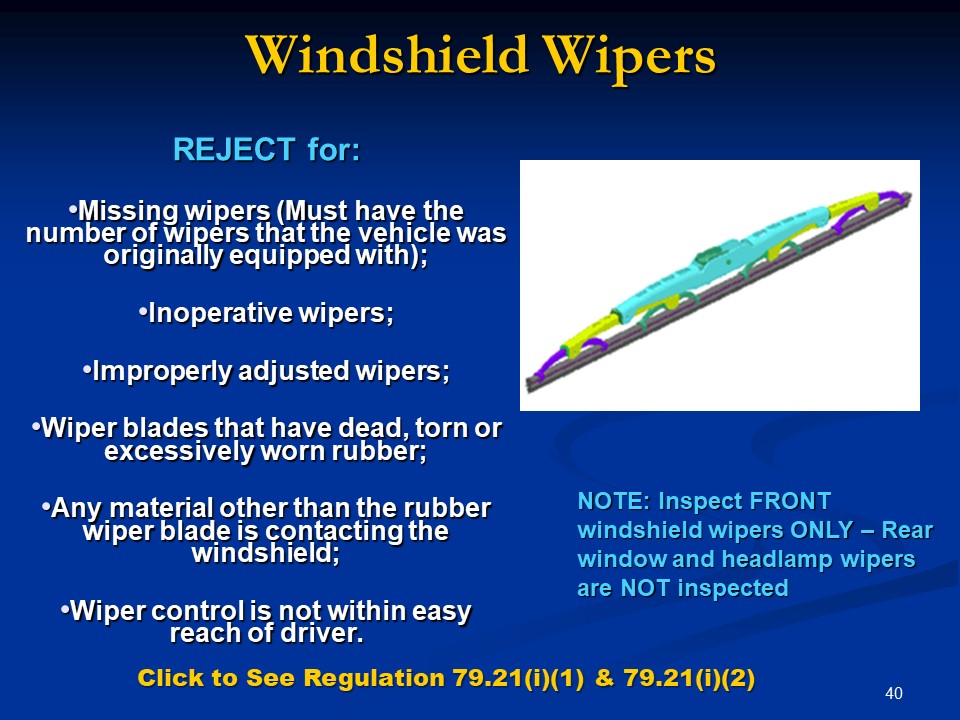 Windshield Wipers
REJECT for:
•Missing wipers (Must have the
number of wipers that the vehicle was
originally equipped with);
•Inoperative wipers;
•Improperly adjusted wipers;
•Wiper blades that have dead, torn or
excessively worn rubber;
•Any material other than the rubber
wiper blade is contacting the
windshield;
•Wiper control is not within easy
reach of driver.
NOTE: Inspect FRONT
windshield wipers ONLY – Rear
window and headlamp wipers
are NOT inspected
Click to See Regulation 79.21(i)(1) & 79.21(i)(2)
40